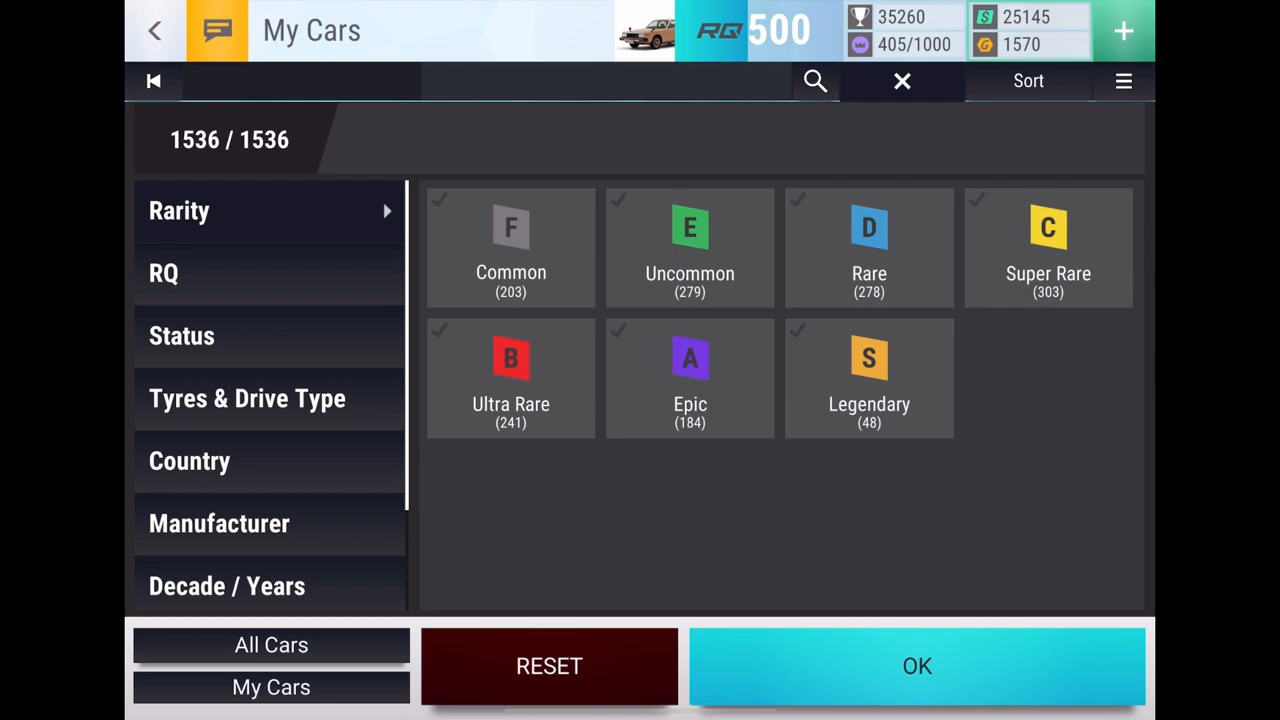 My Cars
RQ 500
35260
405/1000
25145
1570
+
Sort
1536 / 1536
Rarity
RQ
Status
Tyres & Drive Type
Country
Manufacturer
Decade / Years
F
Common
(203)
E
Uncommon
(279)
D
Rare
(278)
C
Super Rare
(303)
B
Ultra Rare
(241)
A
Epic
(184)
S
Legendary
(48)
All Cars
My Cars
RESET
OK